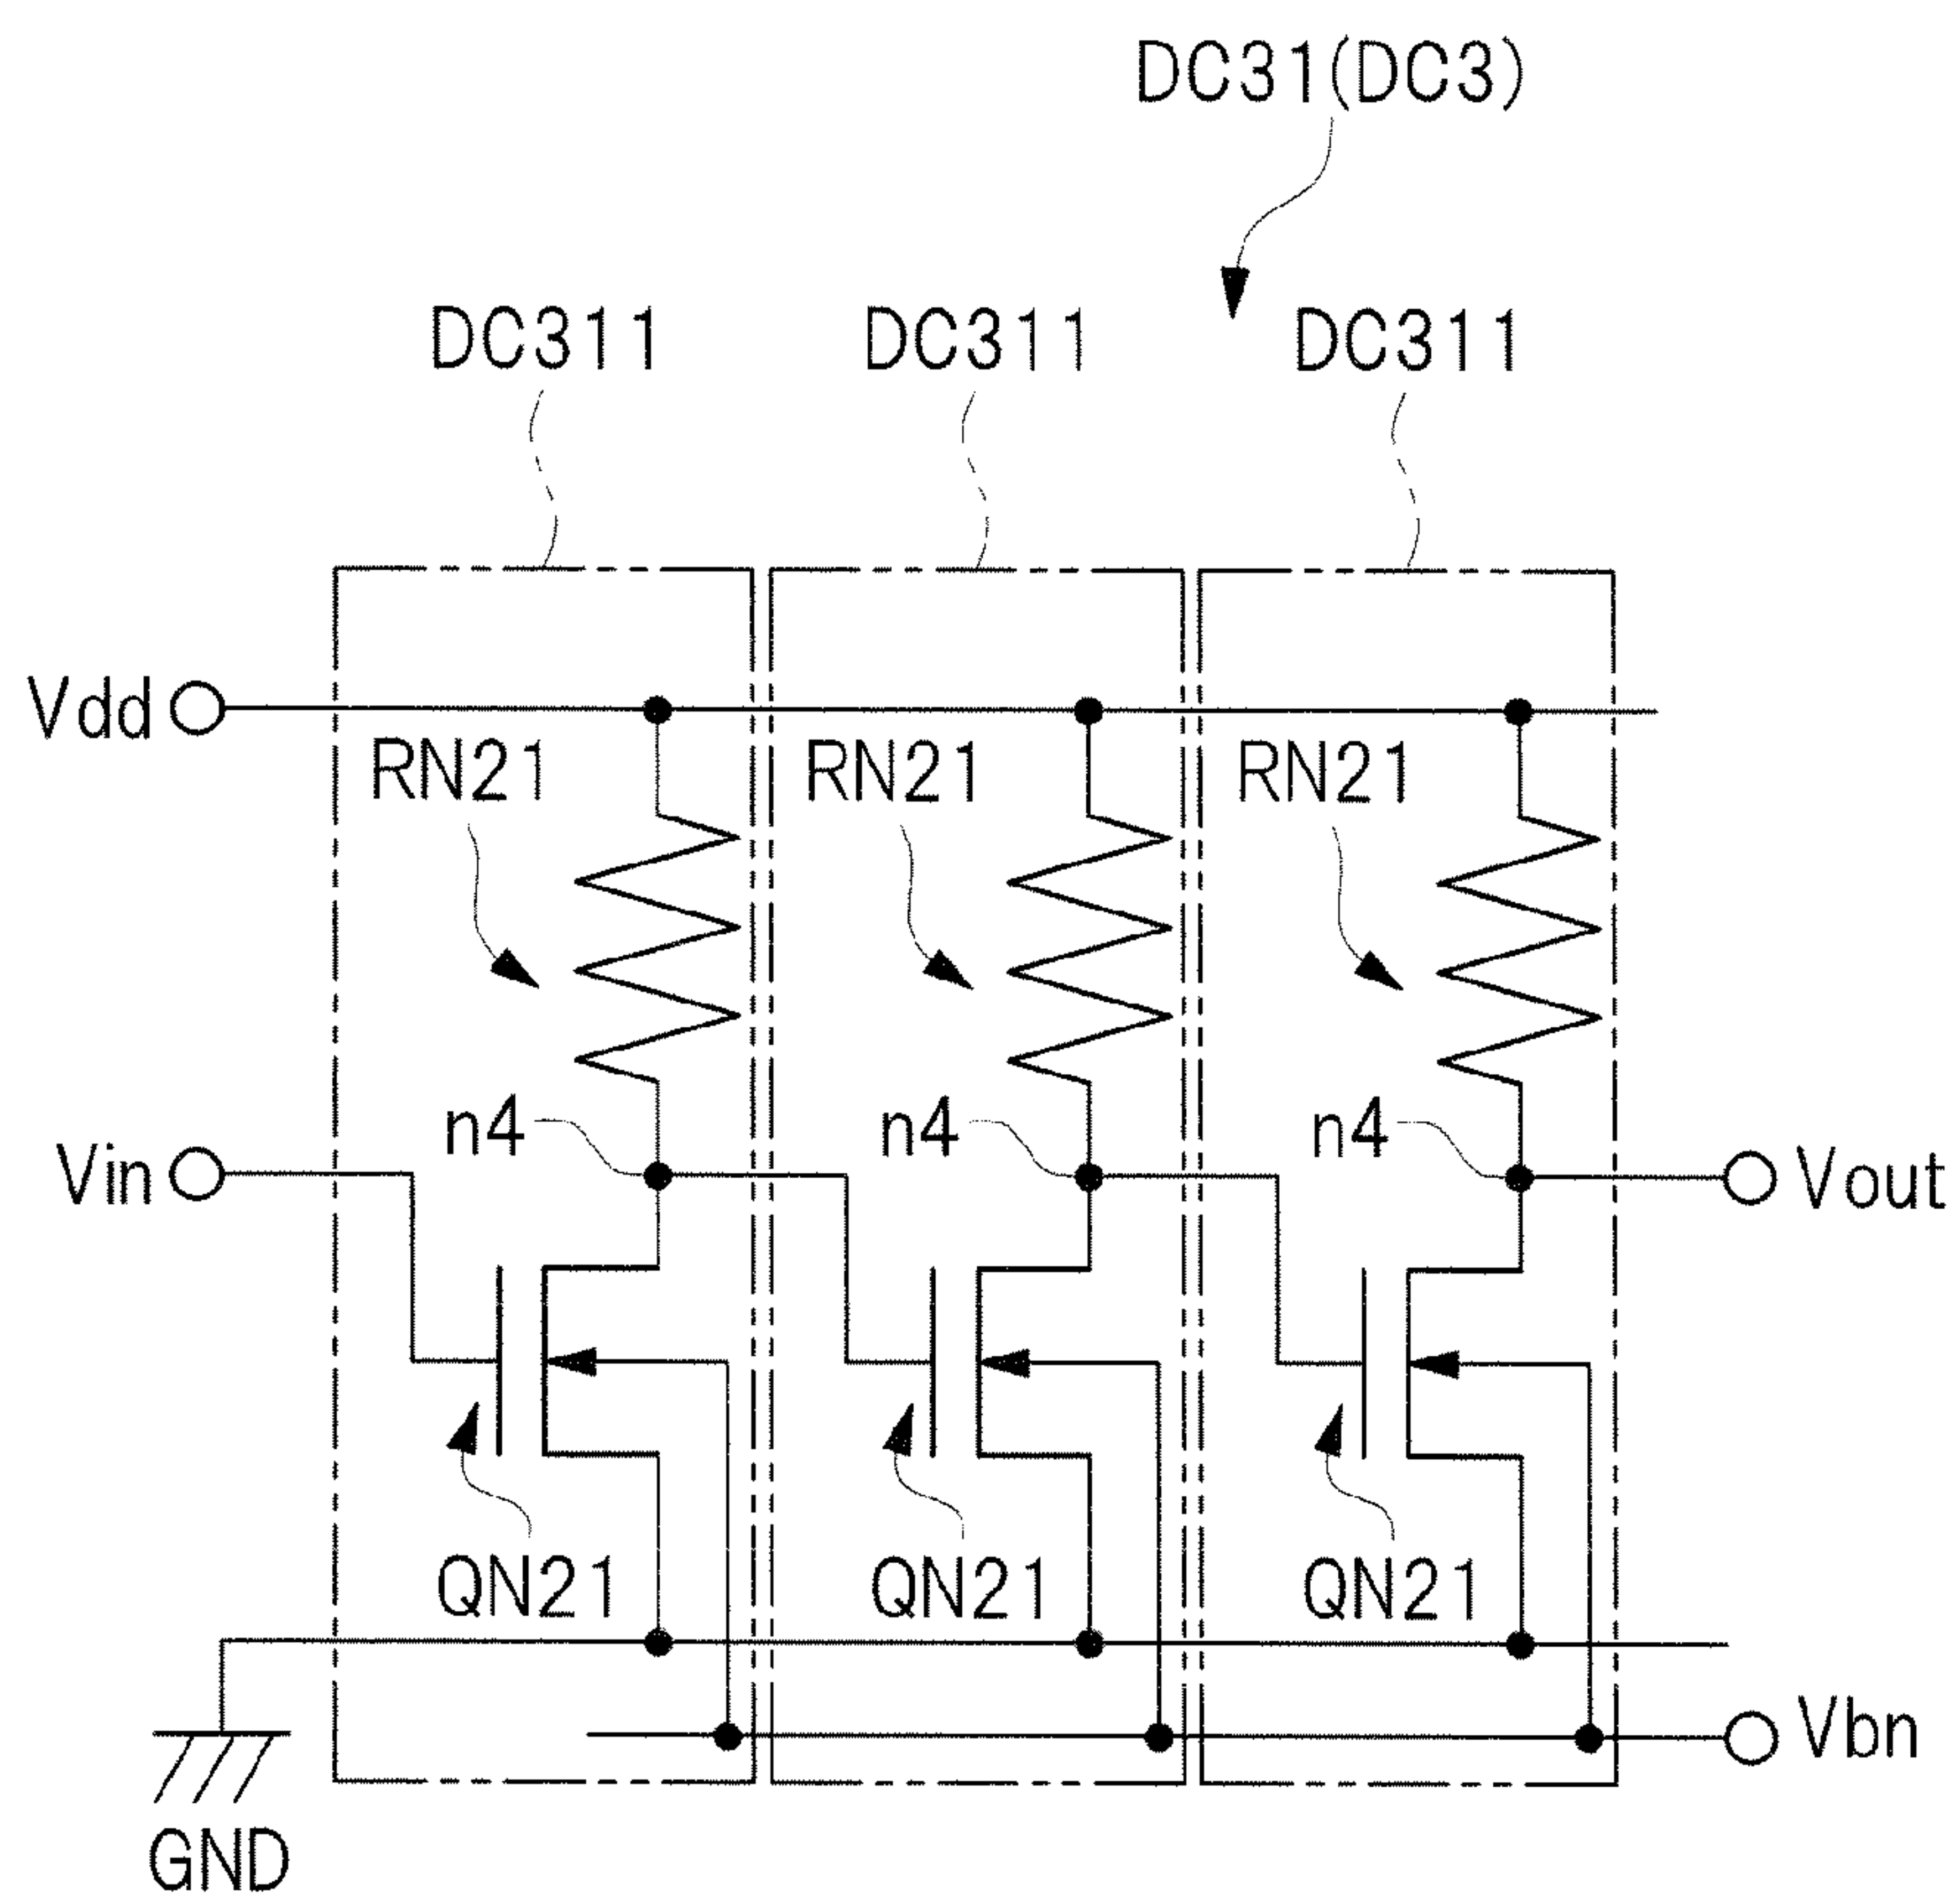 DC31(DC3)
DC311
DC311
DC311
Vdd
RN21
RN21
RN21
n4
n4
n4
Vin
Vout
QN21
QN21
QN21
Vbn
GND